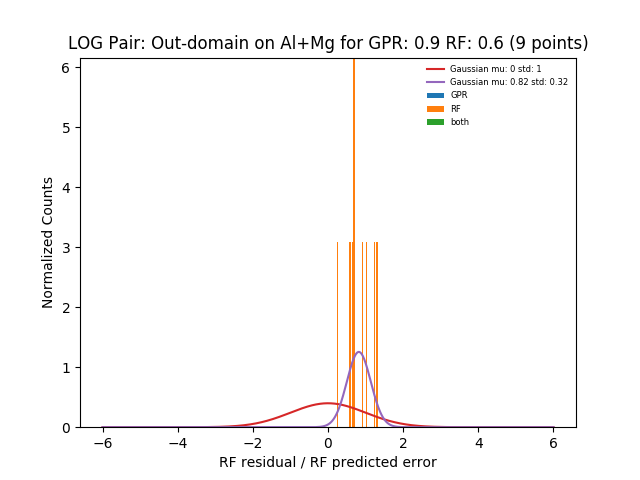 LOG Pair: Out-domain on Al+Mg for GPR: 0.9 RF: 0.6 (9 points)
Gaussian mu: 0 std: 1
Gaussian mu: 0.82 std: 0.32
GPR
RF
both
Normalized Counts
6
5
4
3
2
1
0
−6 −4 −2 0 2 4 6
RF residual / RF predicted error